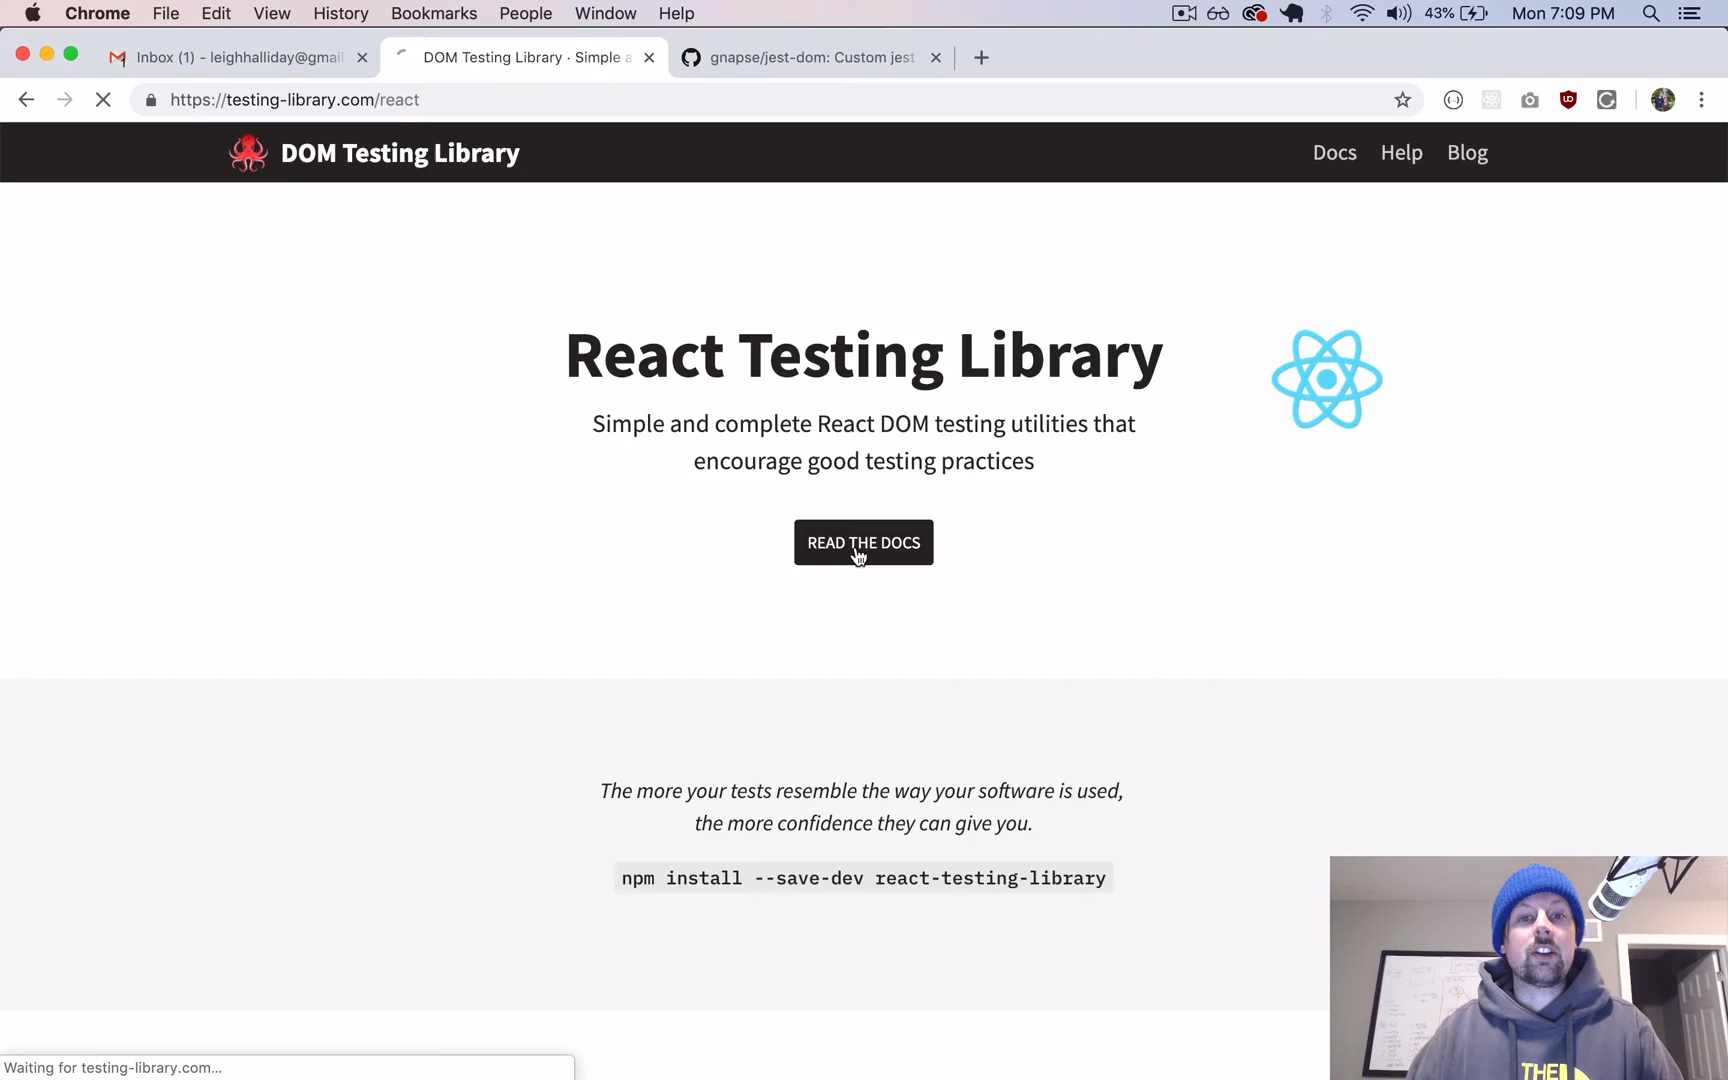 Chrome File Edit View History Bookmarks People Window Help 43% Mon 7:09 PM
Inbox (1) - leighhalliday@gmail DOM Testing Library · Simple a gnapse/jest-dom: Custom jest
https://testing-library.com/react
DOM Testing Library Docs Help Blog
React Testing Library
Simple and complete React DOM testing utilities that
encourage good testing practices
READ THE DOCS
The more your tests resemble the way your software is used,
the more confidence they can give you.
npm install --save-dev react-testing-library
THE
Waiting for testing-library.com...